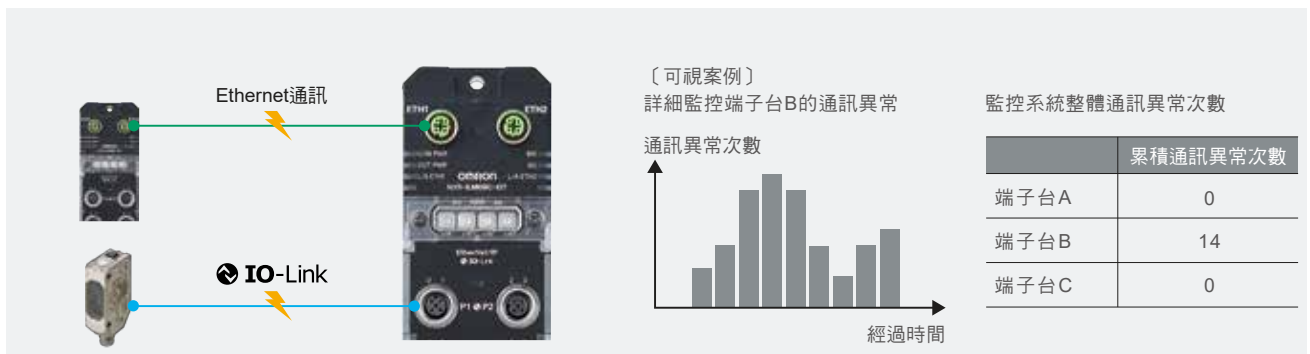 Ethernet通訊
ETH1
ETH2
OMRON
IO-Link
P1
P2
IO-Link
〔可視案例〕
詳細監控端子台B的通訊異常
通訊異常次數
經過時間
監控系統整體通訊異常次數
累積通訊異常次數
端子台A 0
端子台B 14
端子台C 0